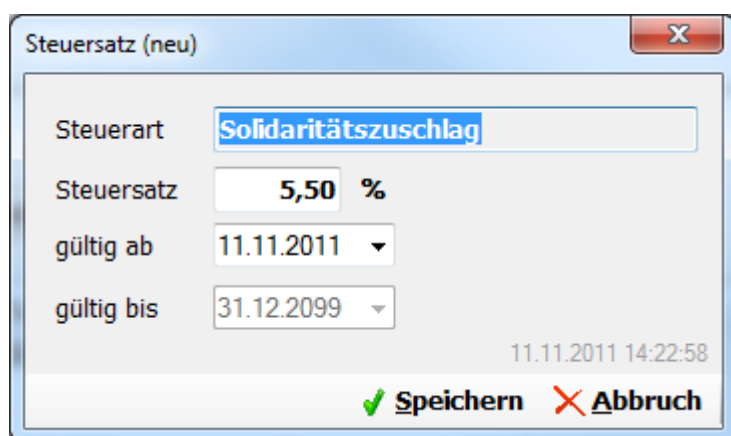 Steuersatz (neu)
Steuerart Solidaritätszuschlag
Steuersatz 5,50 %
gültig ab 11.11.2011
gültig bis 31.12.2099
11.11.2011 14:22:58
Speichern Abbruch